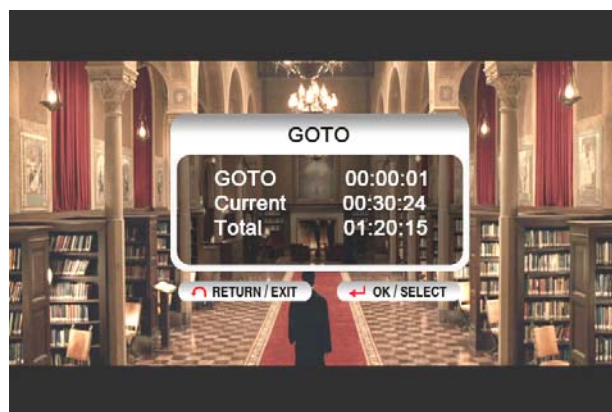 GOTO
GOTO 00:00:01
Current 00:30:24
Total 01:20:15
RETURN / EXIT OK / SELECT